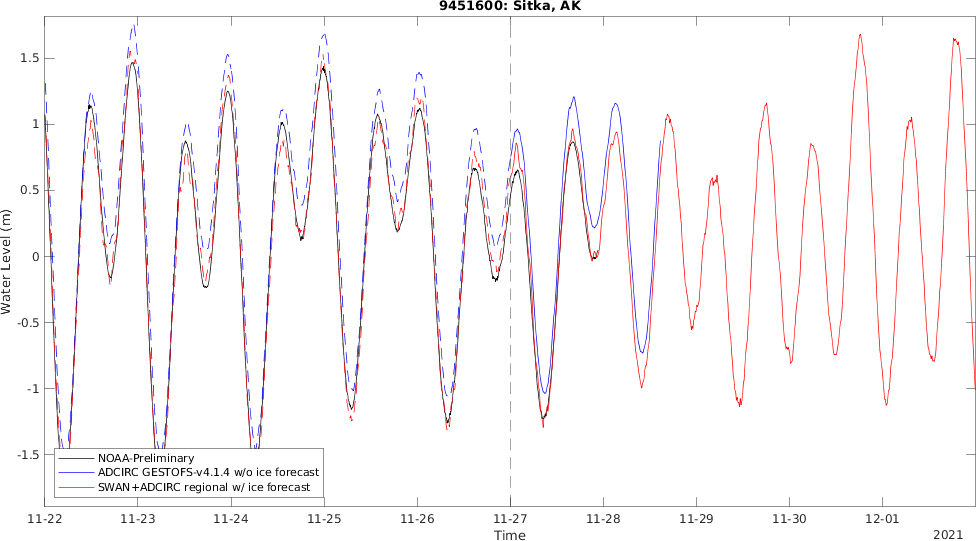 9451600: Sitka, AK
Water Level (m)
1.5
1
0.5
0
-0.5
-1
-1.5
NOAA-Preliminary
ADCIRC GESTOFS-v4.1.4 w/o ice forecast
SWAN+ADCIRC regional w/ ice forecast
11-22 11-23 11-24 11-25 11-26 11-27 11-28 11-29 11-30 12-01
2021
Time